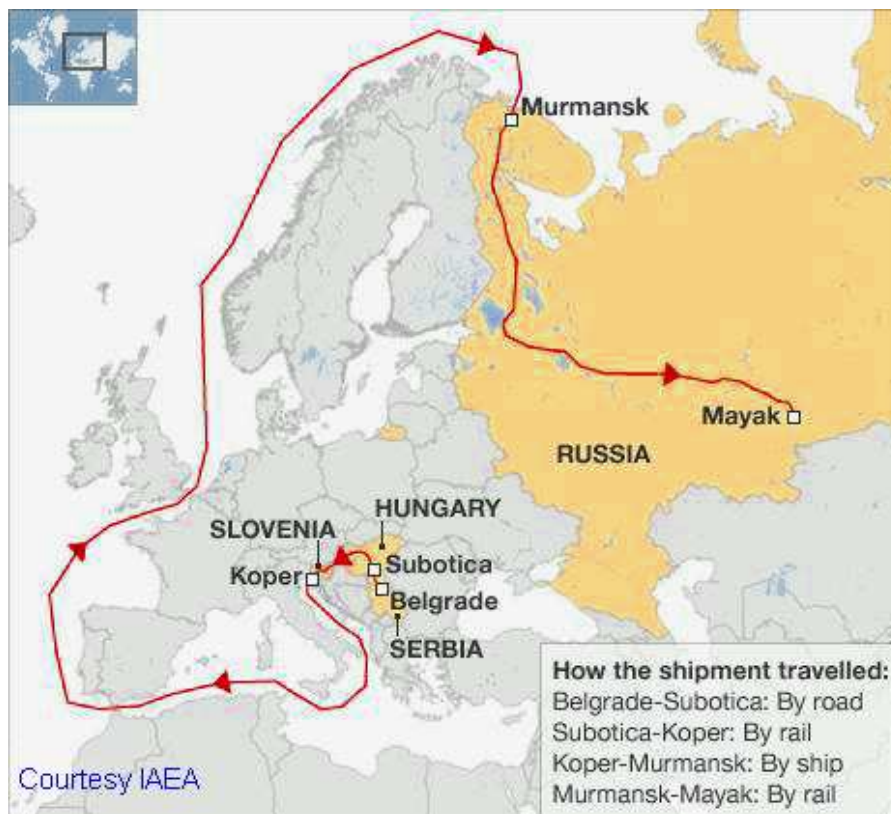 Murmansk
Mayak
RUSSIA
HUNGARY
SLOVENIA
Subotica
Koper
Belgrade
SERBIA
How the shipment travelled:
Belgrade-Subotica: By road
Subotica-Koper: By rail
Koper-Murmansk: By ship
Murmansk-Mayak: By rail
Courtesy IAEA